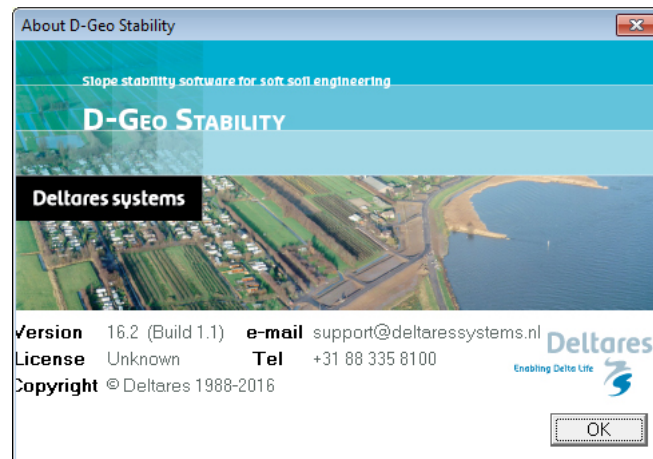 About D-Geo Stability
Slope stability software for soft soil engineering
D-GEO STABILITY
Deltares systems
Version 16.2 (Build 1.1) e-mail support@deltaressystems.nl
License Unknown Tel +31 88 335 8100
Copyright © Deltares 1988-2016
Deltares
Enabling Delta Life
OK